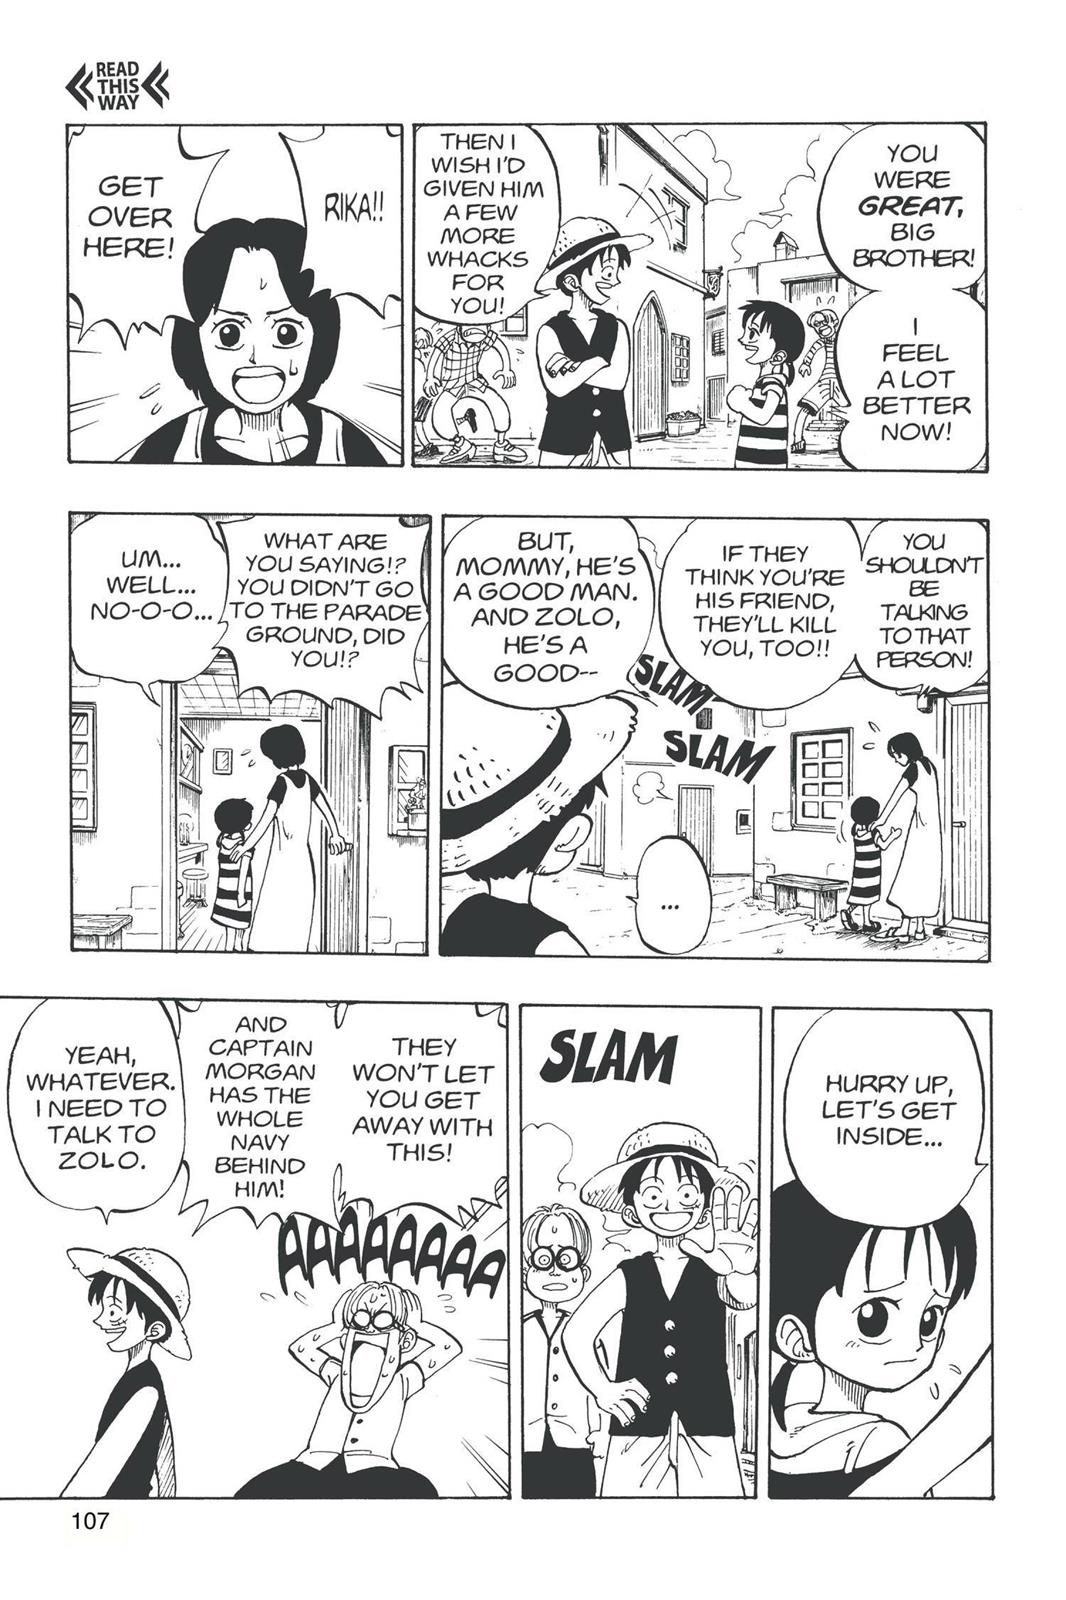 READ
THIS
WAY
YOU
WERE
GREAT,
BIG
BROTHER!
I
FEEL
A LOT
BETTER
NOW!
THEN I
WISH I'D
GIVEN HIM
A FEW
MORE
WHACKS
FOR
YOU!
RIKA!!
GET
OVER
HERE!
YOU
SHOULDN'T
BE
TALKING
TO THAT
PERSON!
IF THEY
THINK YOU'RE
HIS FRIEND,
THEY'LL KILL
YOU, TOO!!
BUT,
MOMMY, HE'S
A GOOD MAN.
AND ZOLO,
HE'S A
GOOD--
SLAM
SLAM
...
WHAT ARE
YOU SAYING!?
YOU DIDN'T GO
TO THE PARADE
GROUND, DID
YOU!?
UM...
WELL...
NO-O-O...
HURRY UP,
LET'S GET
INSIDE...
SLAM
THEY
WON'T LET
YOU GET
AWAY WITH
THIS!
AND
CAPTAIN
MORGAN
HAS THE
WHOLE
NAVY
BEHIND
HIM!
AAAAAAAA
YEAH,
WHATEVER.
I NEED TO
TALK TO
ZOLO.
107